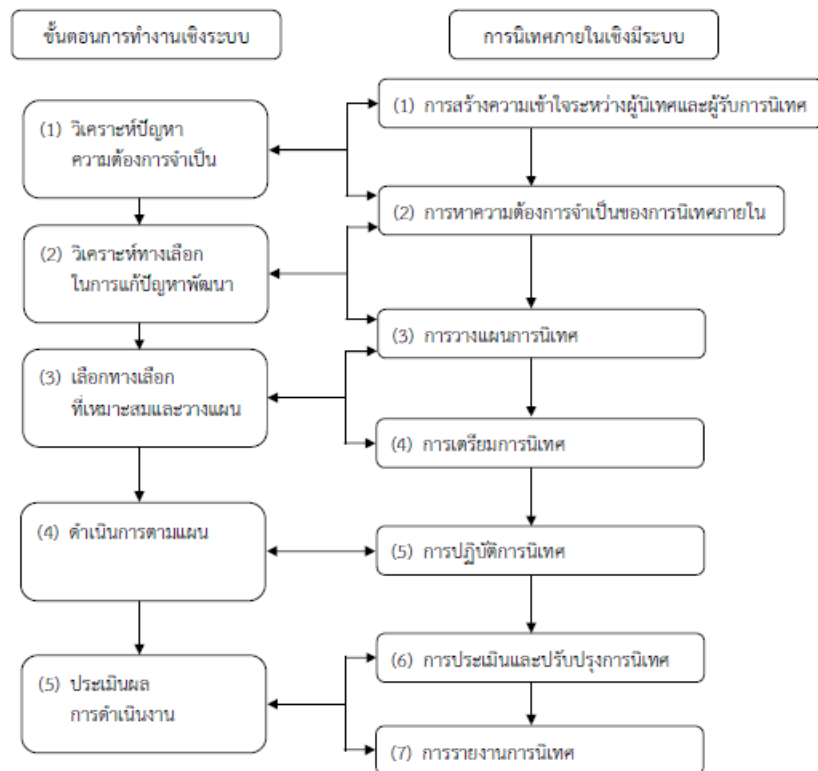 ขั้นตอนการทำงานเชิงระบบ
การนิเทศภายในเชิงมีระบบ
(1) วิเคราะห์ปัญหา
ความต้องการจำเป็น
(2) วิเคราะห์ทางเลือก
ในการแก้ปัญหาพัฒนา
(3) เลือกทางเลือก
ที่เหมาะสมและวางแผน
(4) ดำเนินการตามแผน
(5) ประเมินผล
การดำเนินงาน
(1) การสร้างความเข้าใจระหว่างผู้นิเทศและผู้รับการนิเทศ
(2) การหาความต้องการจำเป็นของการนิเทศภายใน
(3) การวางแผนการนิเทศ
(4) การเตรียมการนิเทศ
(5) การปฏิบัติการนิเทศ
(6) การประเมินและปรับปรุงการนิเทศ
(7) การรายงานการนิเทศ